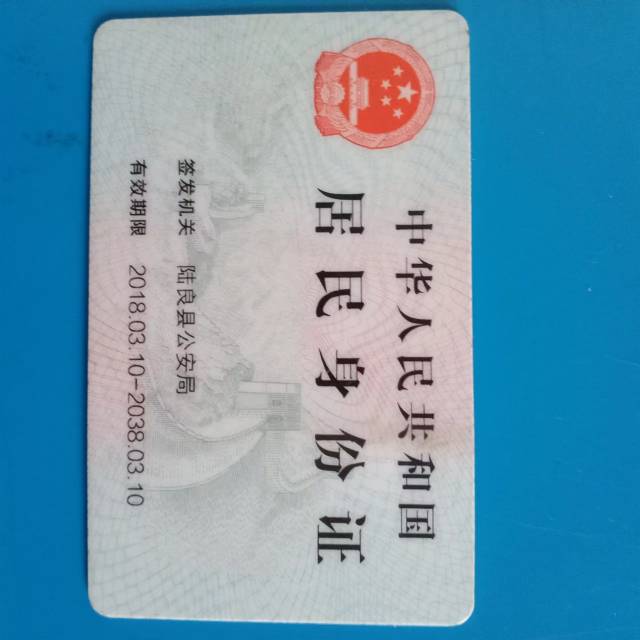 中华人民共和国
居民身份证
签发机关 陆良县公安局
有效期限 2018.03.10-2038.03.10